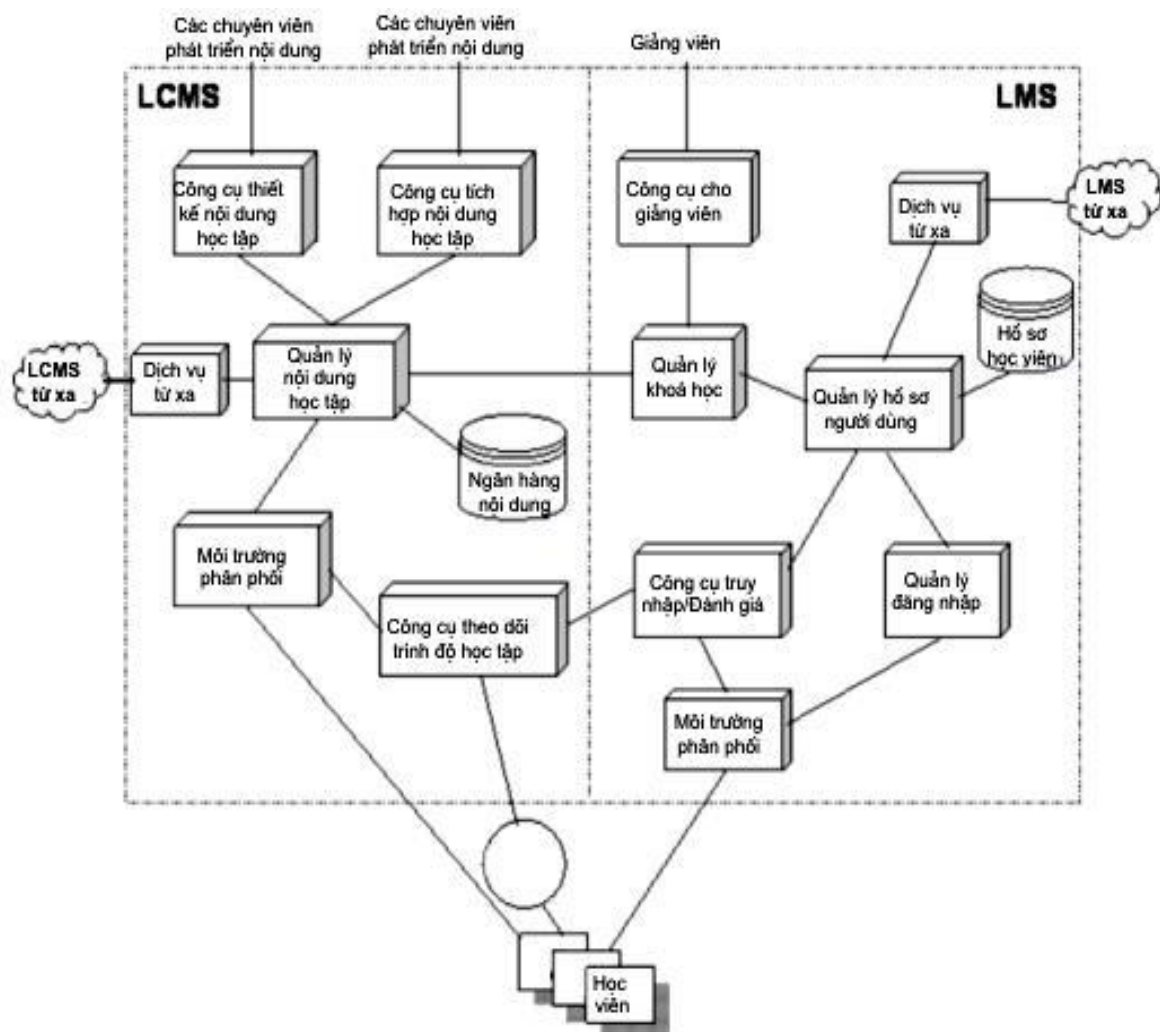 Các chuyên viên
phát triển nội dung
Các chuyên viên
phát triển nội dung
Giảng viên
LCMS
LMS
Công cụ thiết
kế nội dung
học tập
Công cụ tích
hợp nội dung
học tập
Công cụ cho
giảng viên
Dịch vụ
từ xa
LMS
từ xa
Hồ sơ
học yiên
LCMS
từ xa
Dịch vụ
từ xa
Quản lý
nội dung
học tập
Quản lý
khoá học
Quản lý hồ sơ
người dùng
Ngân hàng
nội dung
Môi trường
phân phối
Công cụ theo dõi
trình độ học tập
Công cụ truy
nhập/Đánh giá
Quản lý
đăng nhập
Môi trường
phân phối
Học
viên